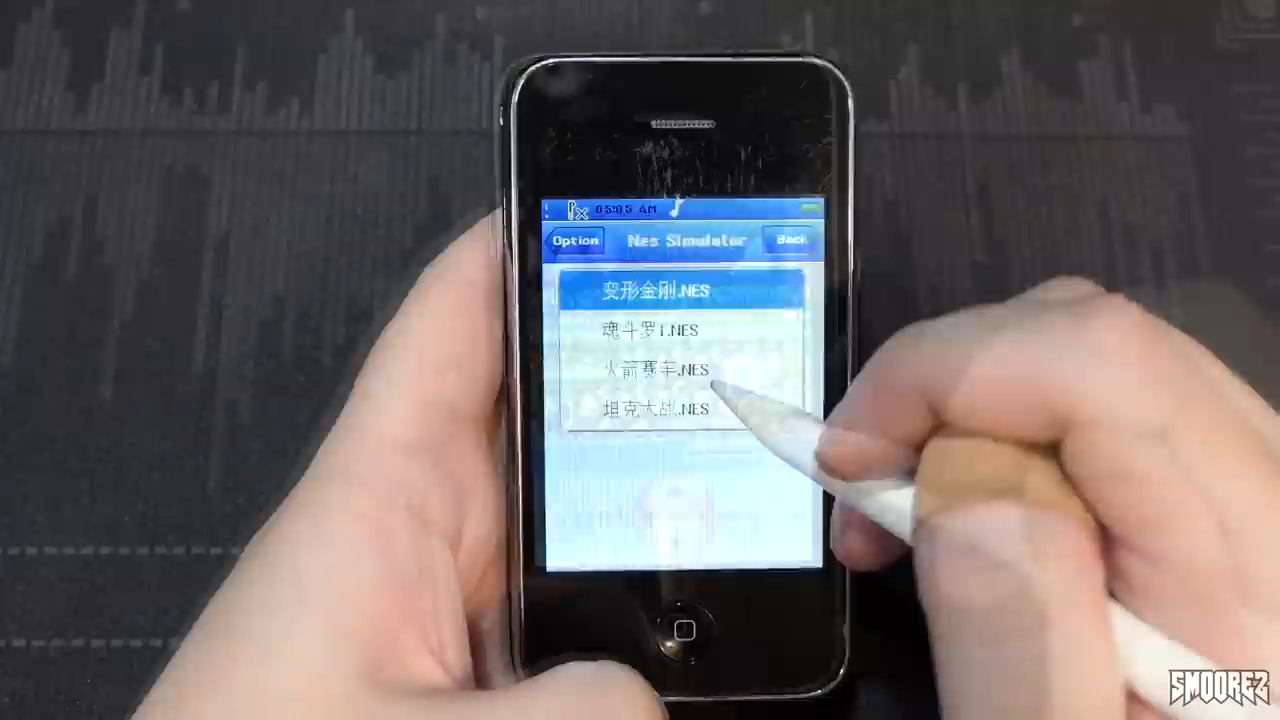 05:05 AM
Option
Nes Simulator
Back
变形金刚.NES
魂斗罗1.NES
火箭赛车.NES
坦克大战.NES
SMOOREZ